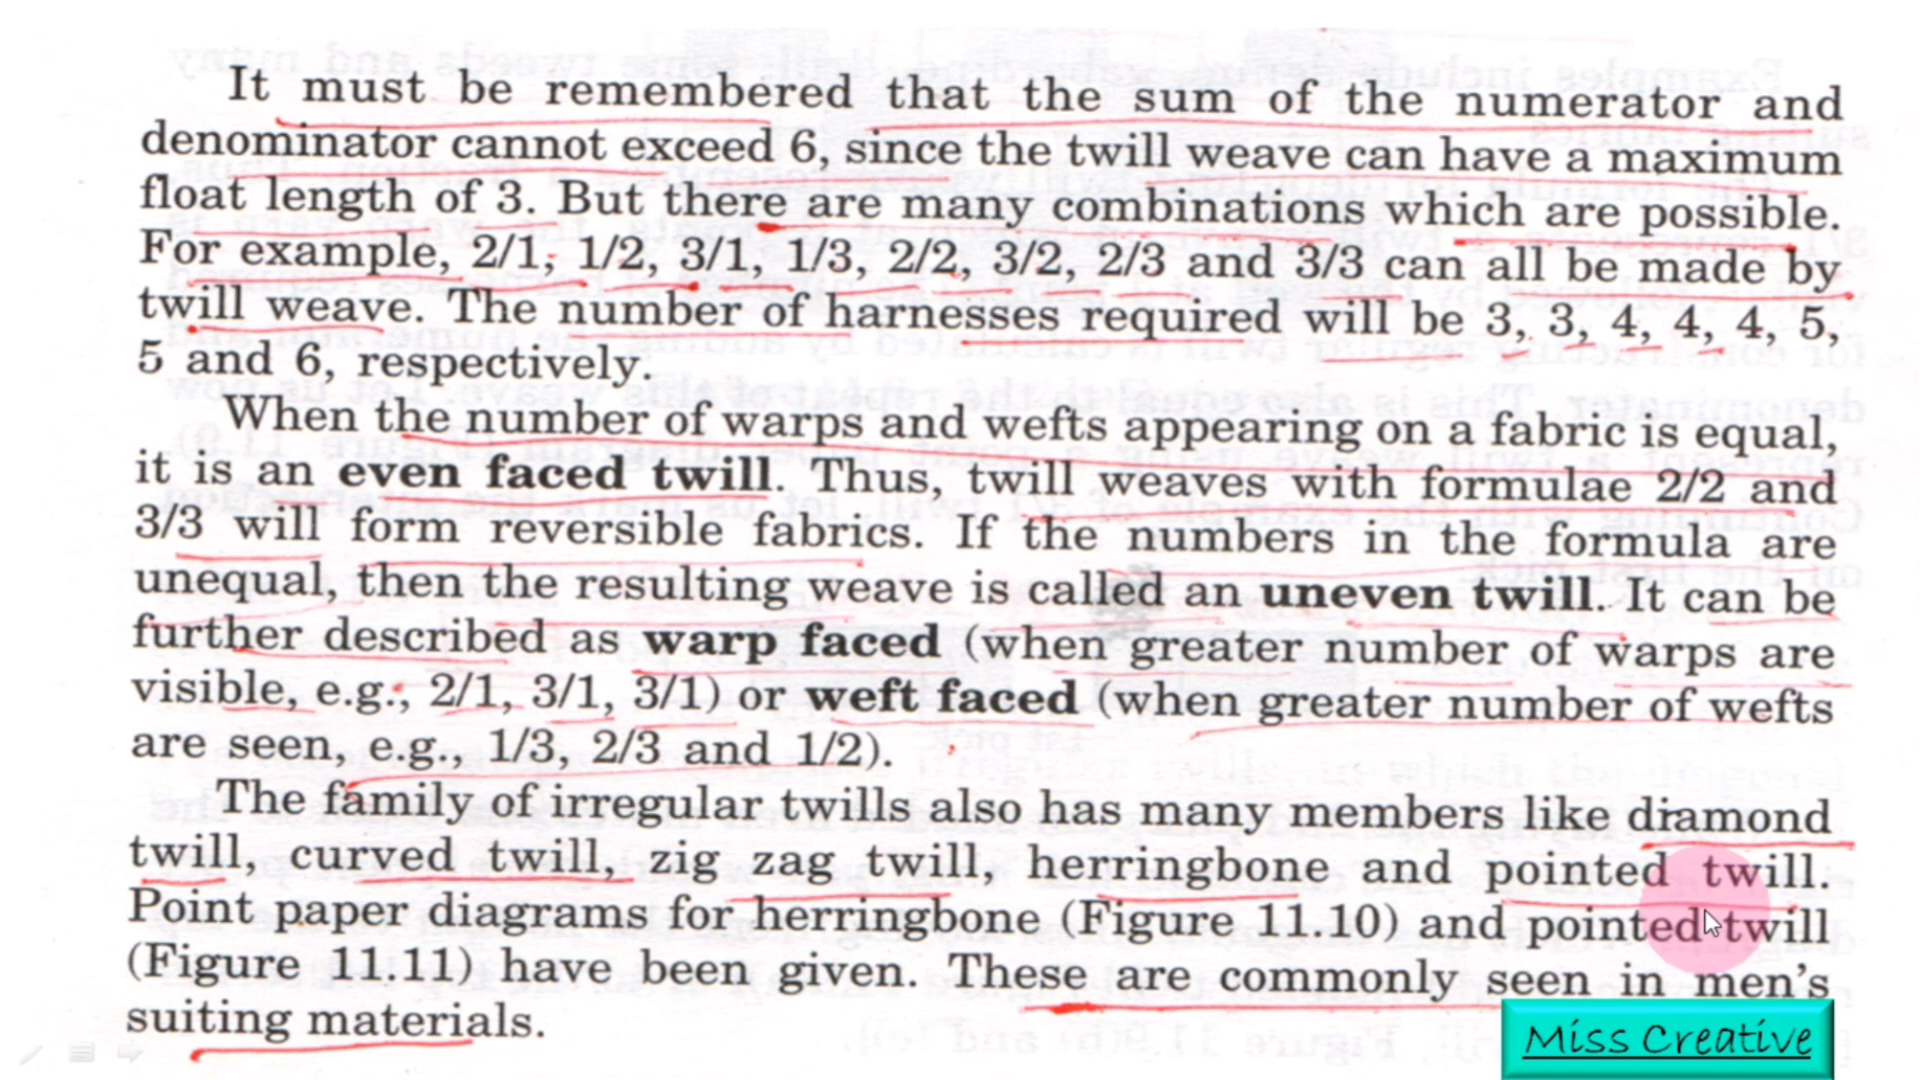 It must be remembered that the sum of the numerator and
denominator cannot exceed 6, since the twill weave can have a maximum
float length of 3. But there are many combinations which are possible.
For example, 2/1, 1/2, 3/1, 1/3, 2/2, 3/2, 2/3 and 3/3 can all be made by
twill weave. The number of harnesses required will be 3, 3, 4, 4, 4, 5,
5 and 6, respectively.
When the number of warps and wefts appearing on a fabric is equal,
it is an even faced twill. Thus, twill weaves with formulae 2/2 and
3/3 will form reversible fabrics. If the numbers in the formula are
unequal, then the resulting weave is called an uneven twill. It can be
further described as warp faced (when greater number of warps are
visible, e.g., 2/1, 3/1, 3/1) or weft faced (when greater number of wefts
are seen, e.g., 1/3, 2/3 and 1/2).
The family of irregular twills also has many members like diamond
twill, curved twill, zig zag twill, herringbone and pointed twill.
Point paper diagrams for herringbone (Figure 11.10) and pointed twill
(Figure 11.11) have been given. These are commonly seen in men's
suiting materials.
Miss Creative